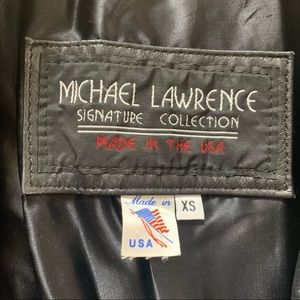 MICHAEL LAWRENCE
SIGNATURE COLLECTION
MADE IN THE USA
Made in
USA
XS